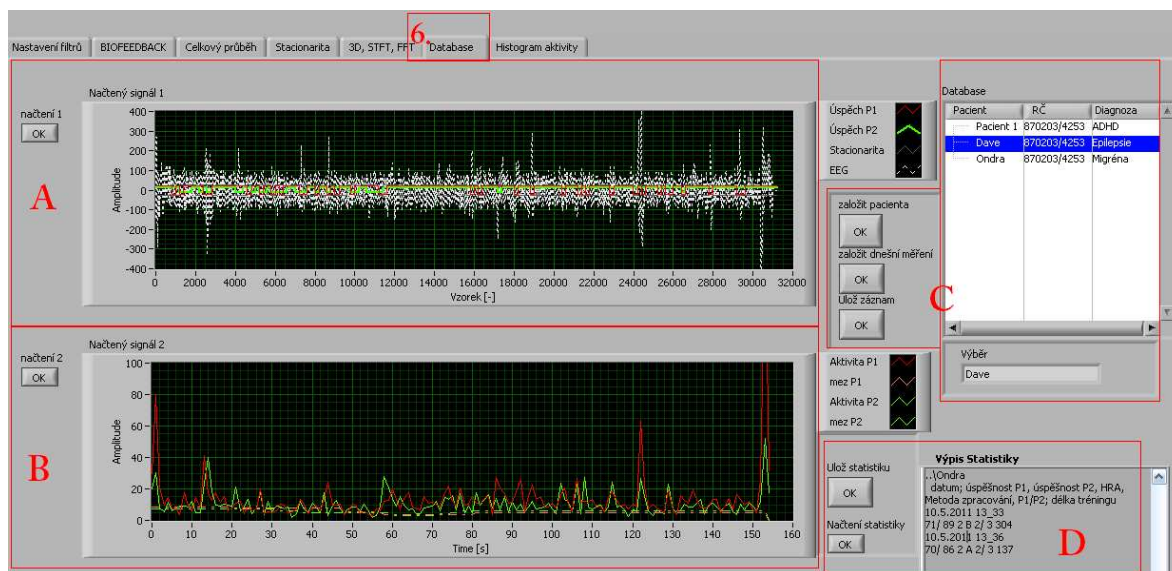 6.
Nastavení filtrů BIOFEEDBACK Celkový průběh Stacionarita 3D, STFT, FFT Database Histogram aktivity
A
načtení 1
OK
Načtený signál 1
Amplitude
400
300
200
100
0
-100
-200
-300
-400
0 2000 4000 6000 8000 10000 12000 14000 16000 18000 20000 22000 24000 26000 28000 30000 32000
Vzorek [-]
Úspěch P1
Úspěch P2
Stacionarita
EEG
založit pacienta
OK
založit dnešní měření
OK
Ulož záznam
OK
C
Database
Pacient RČ Diagnoza
Pacient 1 870203/4253 ADHD
Dave 870203/4253 Epilepsie
Ondra 870203/4253 Migréna
Výběr
Dave
B
načtení 2
OK
Načtený signál 2
Amplitude
100
80
60
40
20
0
0 10 20 30 40 50 60 70 80 90 100 110 120 130 140 150 160
Time [s]
Aktivita P1
mez P1
Aktivita P2
mez P2
Ulož statistiku
OK
Načtení statistiky
OK
Výpis Statistiky
..\Ondra
datum; úspěšnost P1, úspěšnost P2, HRA,
Metoda zpracování, P1/P2; délka tréningu
10.5.2011 13_33
71/ 89 2 B 2/ 3 304
10.5.2011 13_36
70/ 86 2 A 2/ 3 137
D